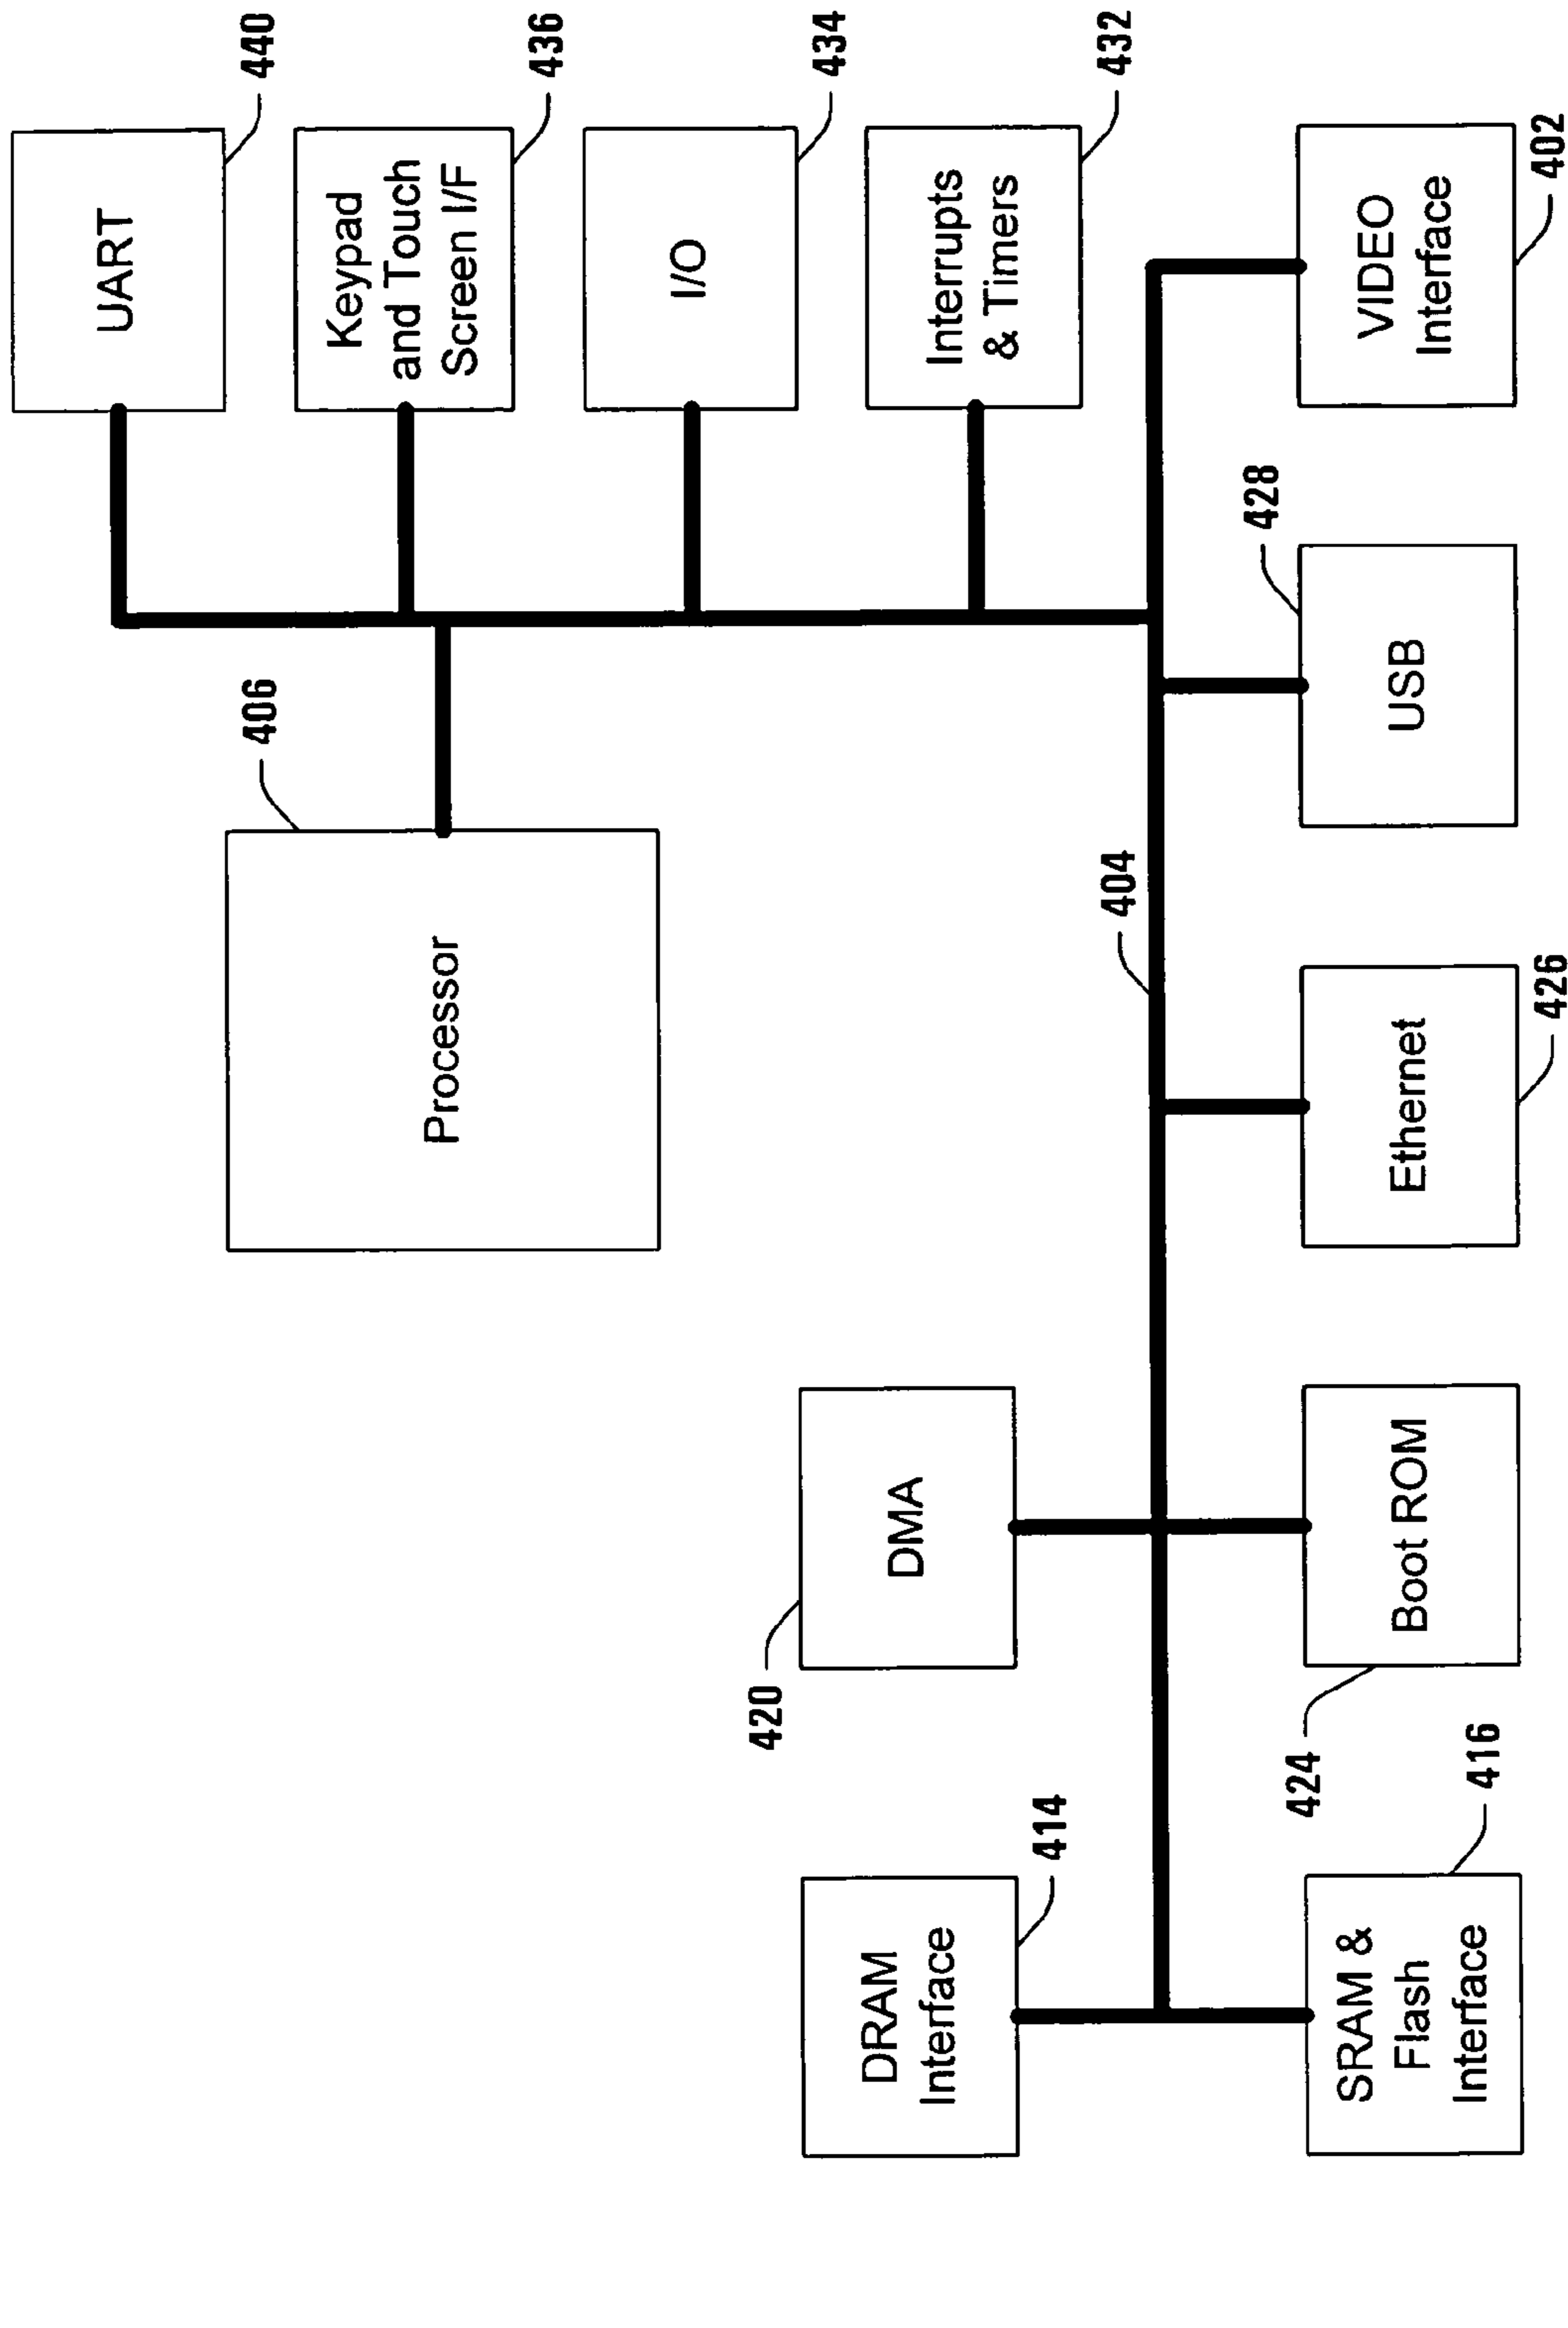 UART
440
Keypad
and Touch
Screen I/F
436
I/O
434
Interrupts
& Timers
432
VIDEO
Interface
402
Processor
406
404
USB
428
Ethernet
426
DMA
420
Boot ROM
424
DRAM
Interface
414
SRAM &
Flash
Interface
416